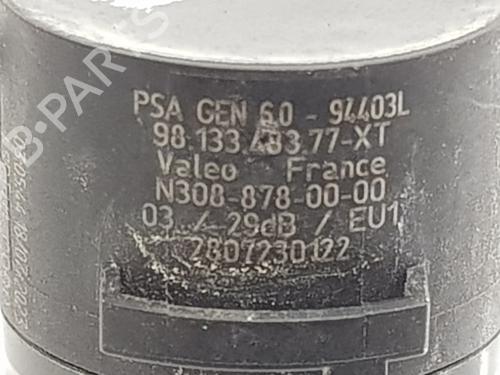 B-PARTS
PSA GEN 6.0 - 94403L
98.133.483.77-XT
Valeo France
N308-878-00-00
03 / 29dB / EU1
2807230122